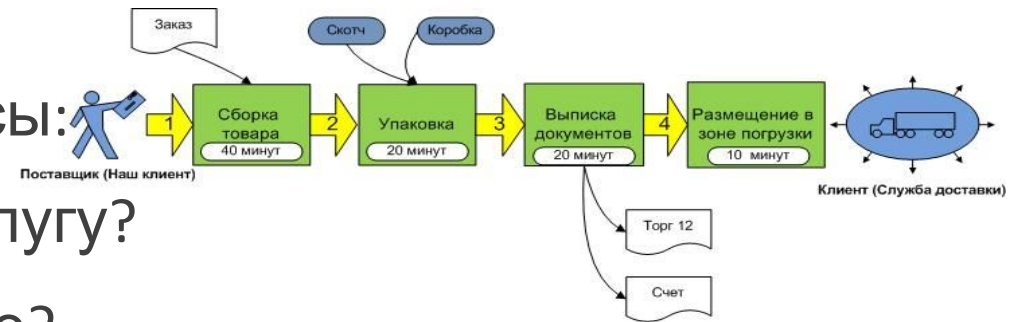 Заказ
Скотч
Коробка
сы:
1
Сборка
товара
40 минут
2
Упаковка
20 минут
3
Выписка
документов
20 минут
4
Размещение в
зоне погрузки
10 минут
Поставщик (Наш клиент)
Клиент (Служба доставки)
лугу?
Торг 12
Счет
о?